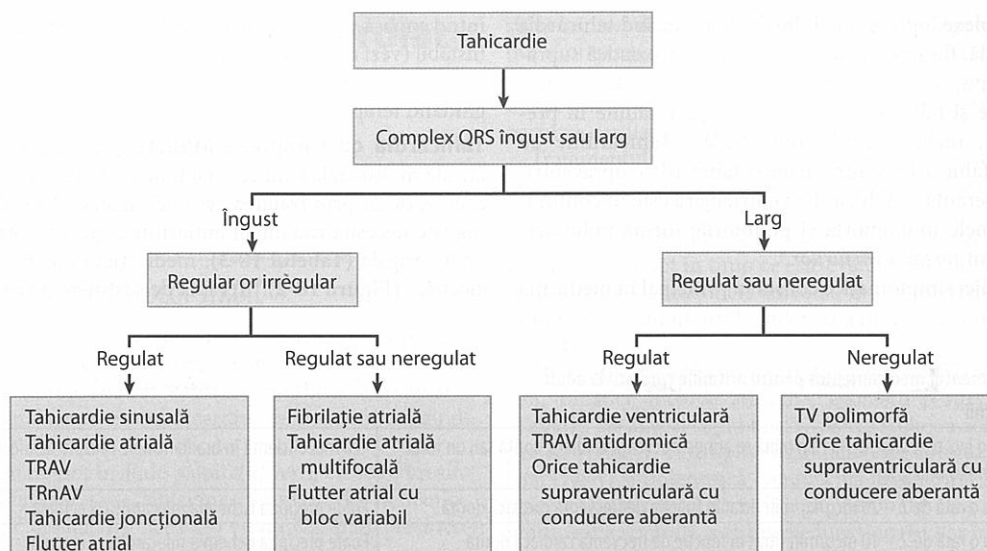 Tahicardie
Complex QRS îngust sau larg
Îngust
Larg
Regular or irrègular
Regulat sau neregulat
Regulat
Regulat sau neregulat
Regulat
Neregulat
Tahicardie sinusală
Tahicardie atrială
TRAV
TRnAV
Tahicardie joncțională
Flutter atrial
Fibrilație atrială
Tahicardie atrială
multifocală
Flutter atrial cu
bloc variabil
Tahicardie ventriculară
TRAV antidromică
Orice tahicardie
supraventriculară cu
conducere aberantă
TV polimorfă
Orice tahicardie
supraventriculară cu
conducere aberantă